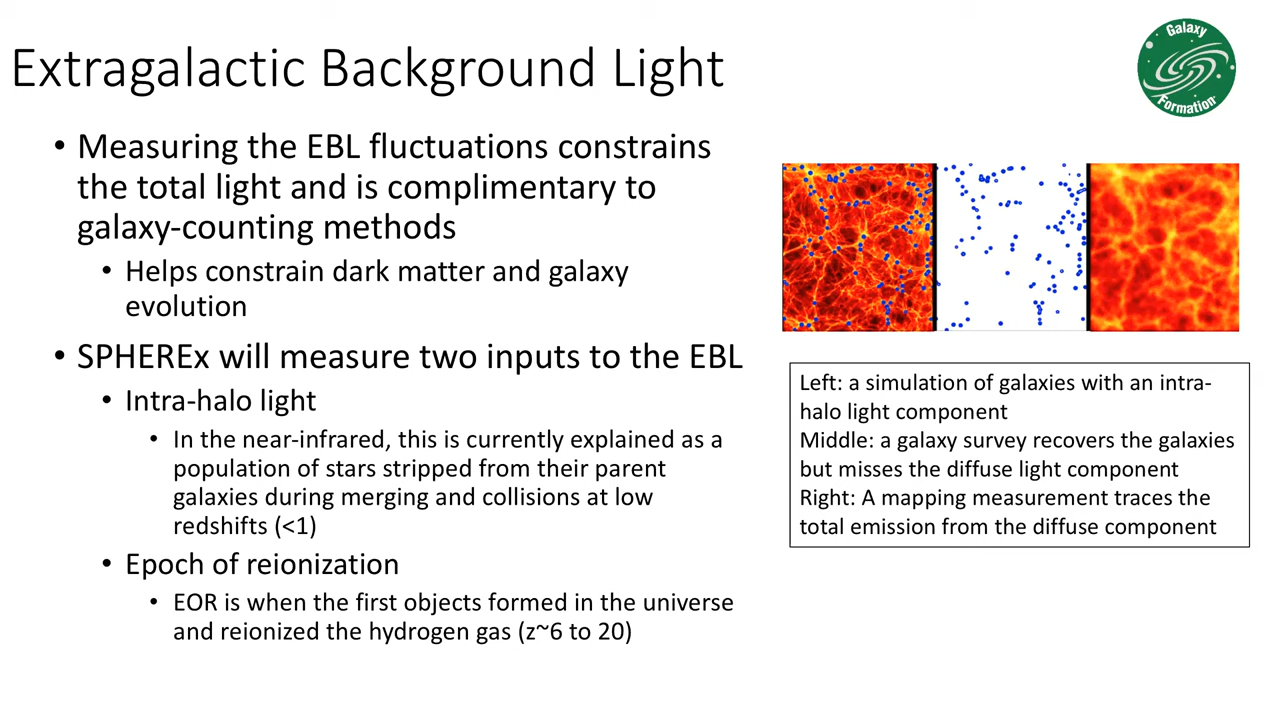 Extragalactic Background Light
Galaxy
Formation
• Measuring the EBL fluctuations constrains
the total light and is complimentary to
galaxy-counting methods
• Helps constrain dark matter and galaxy
evolution
• SPHEREx will measure two inputs to the EBL
• Intra-halo light
• In the near-infrared, this is currently explained as a
population of stars stripped from their parent
galaxies during merging and collisions at low
redshifts (<1)
• Epoch of reionization
• EOR is when the first objects formed in the universe
and reionized the hydrogen gas (z~6 to 20)
Left: a simulation of galaxies with an intra-
halo light component
Middle: a galaxy survey recovers the galaxies
but misses the diffuse light component
Right: A mapping measurement traces the
total emission from the diffuse component